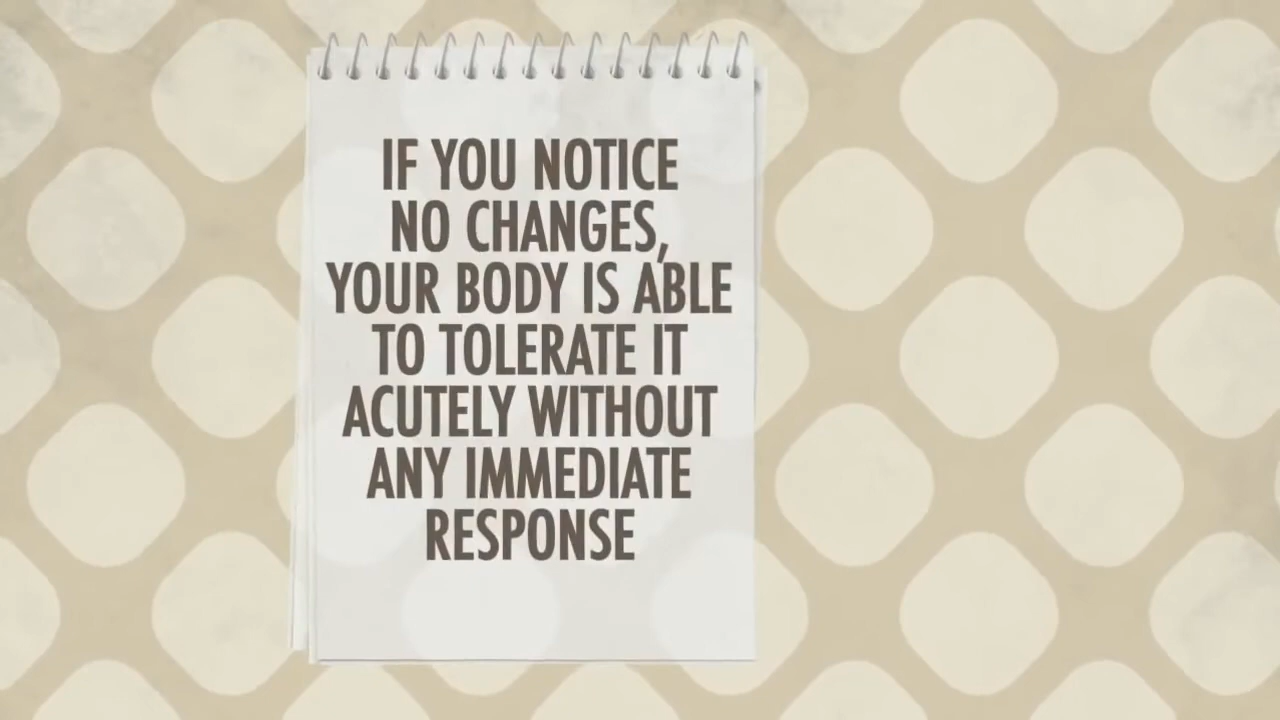 IF YOU NOTICE
NO CHANGES,
YOUR BODY IS ABLE
TO TOLERATE IT
ACUTELY WITHOUT
ANY IMMEDIATE
RESPONSE